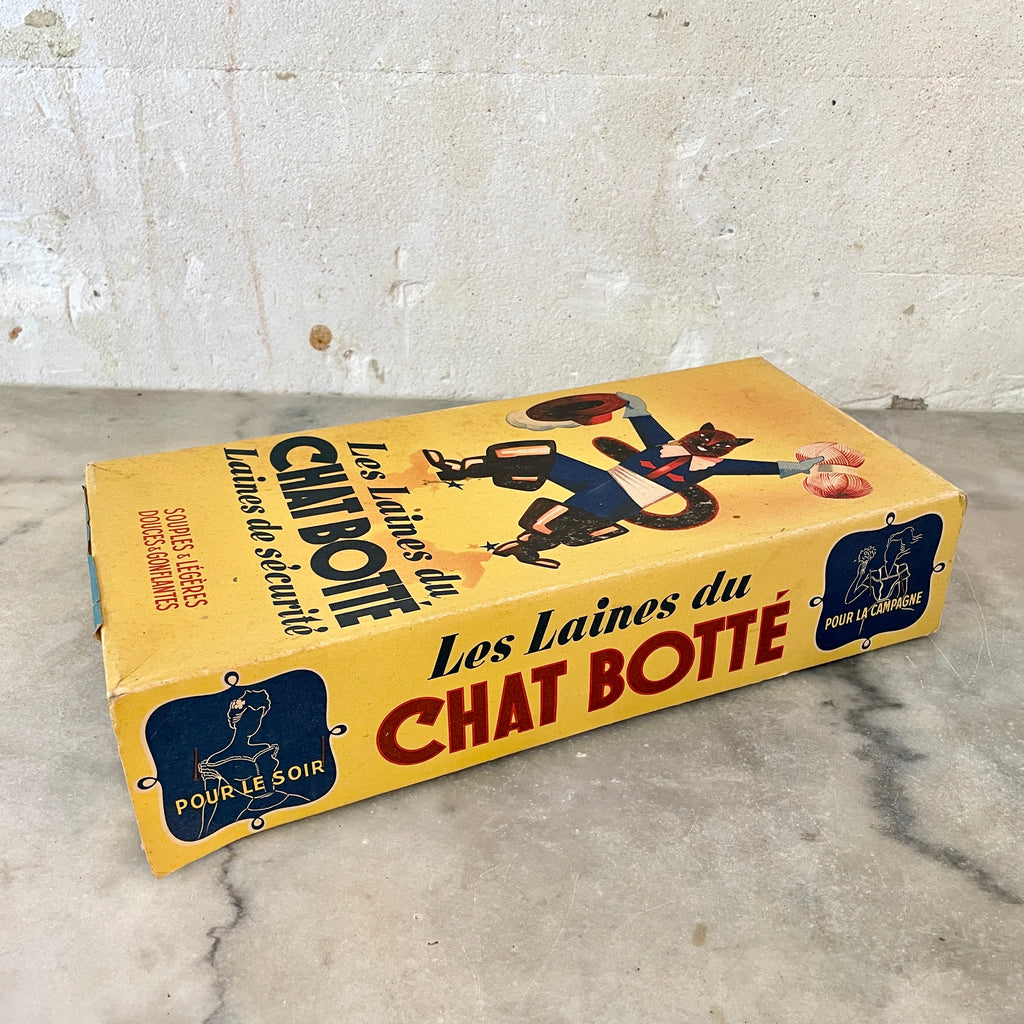 Les Laines du
CHAT BOTTÉ
Laines de sécurité
SOUPLES & LÉGÈRES
DOUCES & GONFLANTES
Les Laines du
CHAT BOTTÉ
POUR LE SOIR
POUR LA CAMPAGNE